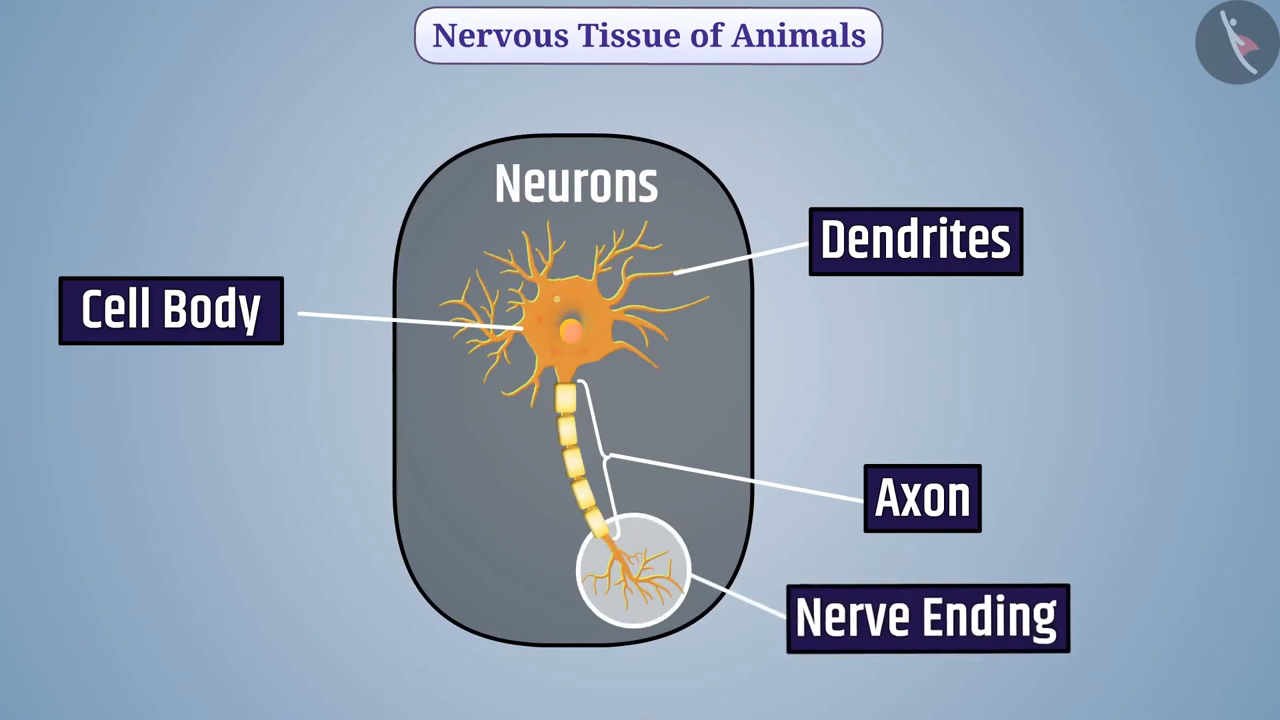 Nervous Tissue of Animals
Neurons
Dendrites
Cell Body
Axon
Nerve Ending